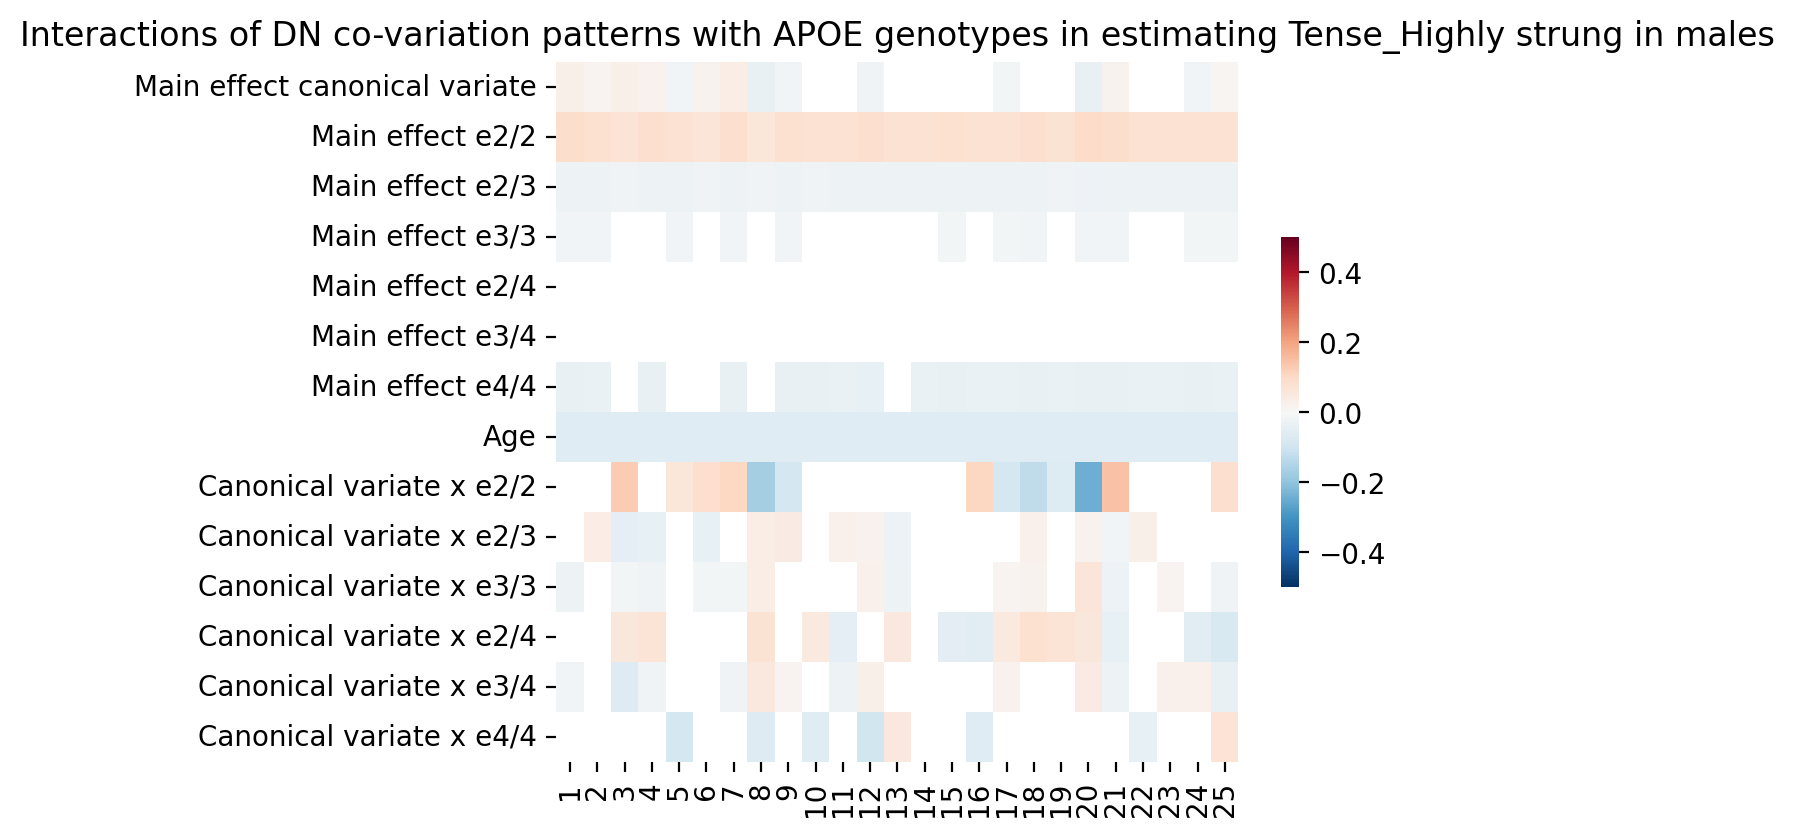 Interactions of DN co-variation patterns with APOE genotypes in estimating Tense_Highly strung in males
Main effect canonical variate
Main effect e2/2
Main effect e2/3
Main effect e3/3
Main effect e2/4
Main effect e3/4
Main effect e4/4
Age
Canonical variate x e2/2
Canonical variate x e2/3
Canonical variate x e3/3
Canonical variate x e2/4
Canonical variate x e3/4
Canonical variate x e4/4
1 2 3 4 5 6 7 8 9 10 11 12 13 14 15 16 17 18 19 20 21 22 23 24 25
0.4
0.2
0.0
−0.2
−0.4